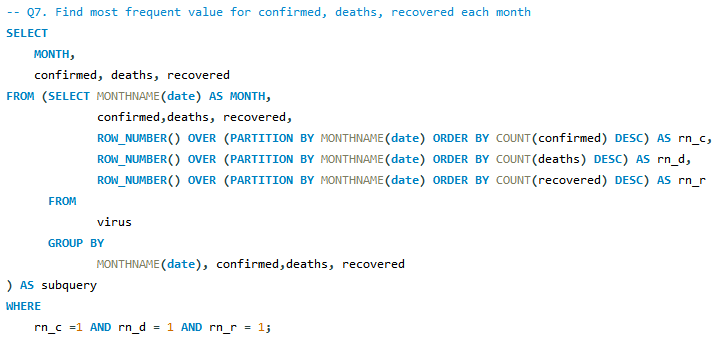 -- Q7. Find most frequent value for confirmed, deaths, recovered each month
SELECT
    MONTH,
    confirmed, deaths, recovered
FROM (SELECT MONTHNAME(date) AS MONTH,
             confirmed,deaths, recovered,
             ROW_NUMBER() OVER (PARTITION BY MONTHNAME(date) ORDER BY COUNT(confirmed) DESC) AS rn_c,
             ROW_NUMBER() OVER (PARTITION BY MONTHNAME(date) ORDER BY COUNT(deaths) DESC) AS rn_d,
             ROW_NUMBER() OVER (PARTITION BY MONTHNAME(date) ORDER BY COUNT(recovered) DESC) AS rn_r
      FROM
             virus
      GROUP BY
             MONTHNAME(date), confirmed,deaths, recovered
) AS subquery
WHERE
    rn_c =1 AND rn_d = 1 AND rn_r = 1;